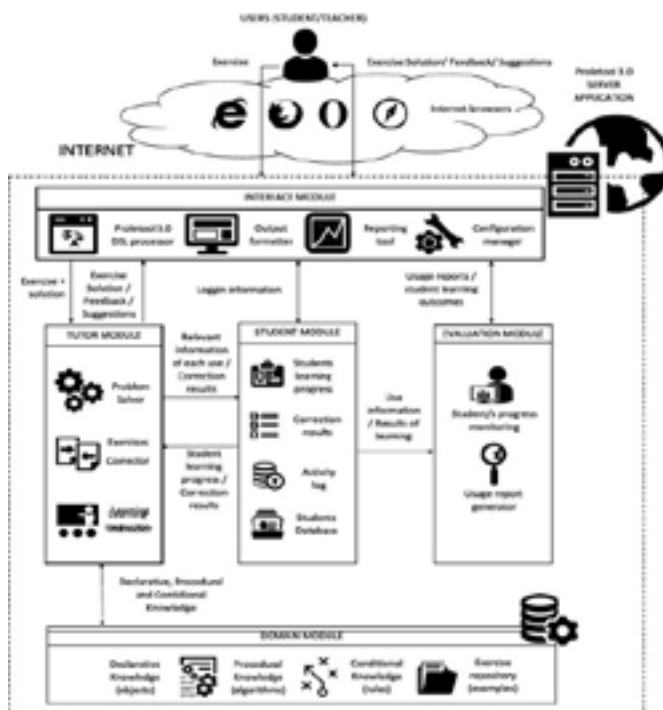 USERS (STUDENT/TEACHER)
Exercise
Exercise Solution/ Feedback/ Suggestions
3.0
SERVER
APPLICATION
Internet browsers
INTERNET
INTERFACE MODULE
3.0
DSL processor
Output
formatter
Reporting
tool
Configuration
manager
Exercise +
solution
Exercise
Solution /
Feedback /
Suggestions
Loggin information
Usage reports /
student learning
outcomes
TUTOR MODULE
Problem
Solver
Exercises
Corrector
Learning
Relevant
information
of each use /
Correction
results
Student
learning
progress /
Correction
results
STUDENT MODULE
Students
learning
progress
Correction
results
Activity
log
Students
Database
Use
information
/ Results of
learning
EVALUATION MODULE
Student's progress
monitoring
Usage report
generator
Declarative, Procedural
and Conditional
Knowledge
DOMAIN MODULE
Declarative
Knowledge
(objects)
Procedural
Knowledge
(algorithms)
Conditional
Knowledge
(rules)
Exercise
repository
(examples)